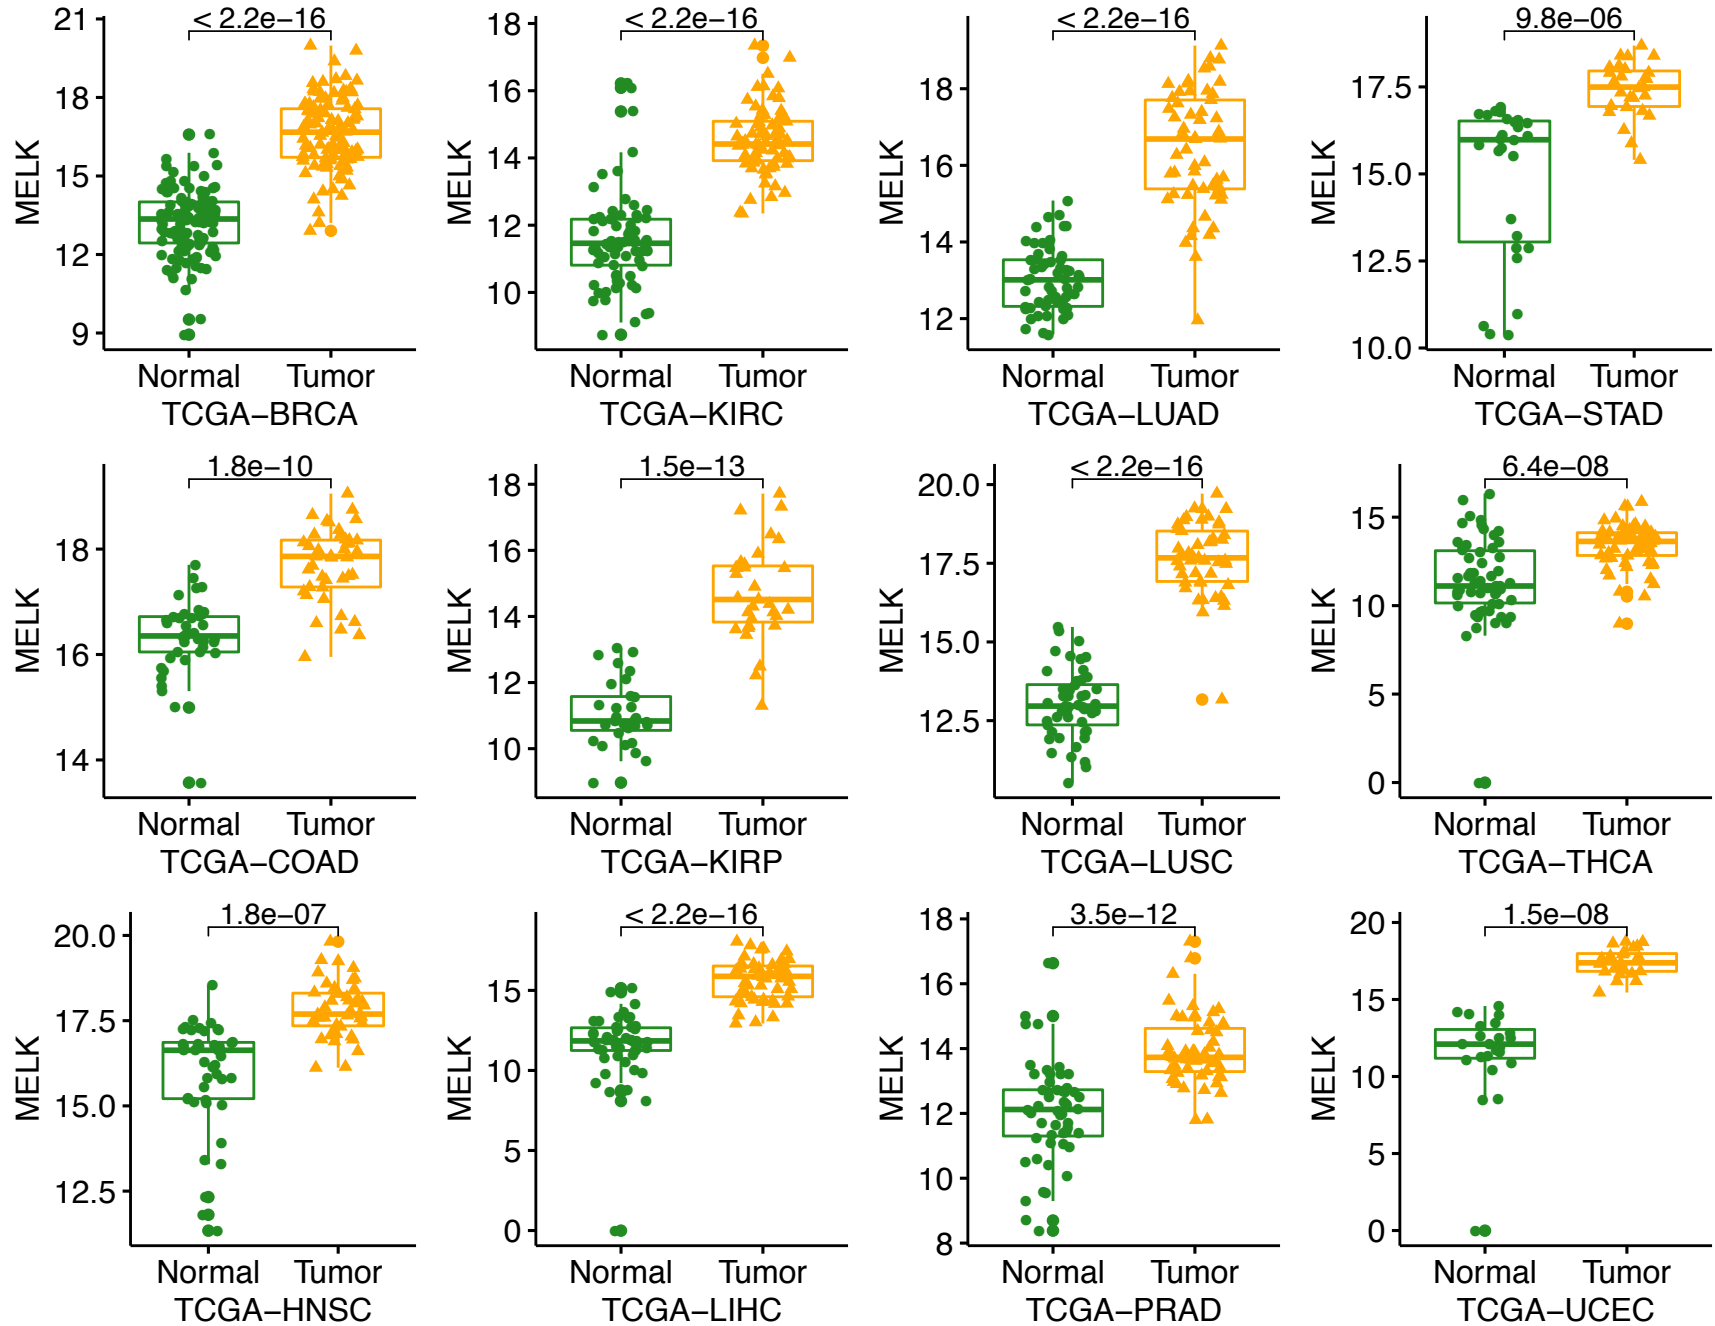 21
18
15
12
9
MELK
< 2.2e−16
Normal Tumor
TCGA−BRCA
18
16
14
12
10
MELK
< 2.2e−16
Normal Tumor
TCGA−KIRC
18
16
14
12
MELK
< 2.2e−16
Normal Tumor
TCGA−LUAD
17.5
15.0
12.5
10.0
MELK
9.8e−06
Normal Tumor
TCGA−STAD
18
16
14
MELK
1.8e−10
Normal Tumor
TCGA−COAD
18
16
14
12
10
MELK
1.5e−13
Normal Tumor
TCGA−KIRP
20.0
17.5
15.0
12.5
MELK
< 2.2e−16
Normal Tumor
TCGA−LUSC
15
10
5
0
MELK
6.4e−08
Normal Tumor
TCGA−THCA
20.0
17.5
15.0
12.5
MELK
1.8e−07
Normal Tumor
TCGA−HNSC
15
10
5
0
MELK
< 2.2e−16
Normal Tumor
TCGA−LIHC
18
16
14
12
10
8
MELK
3.5e−12
Normal Tumor
TCGA−PRAD
20
15
10
5
0
MELK
1.5e−08
Normal Tumor
TCGA−UCEC